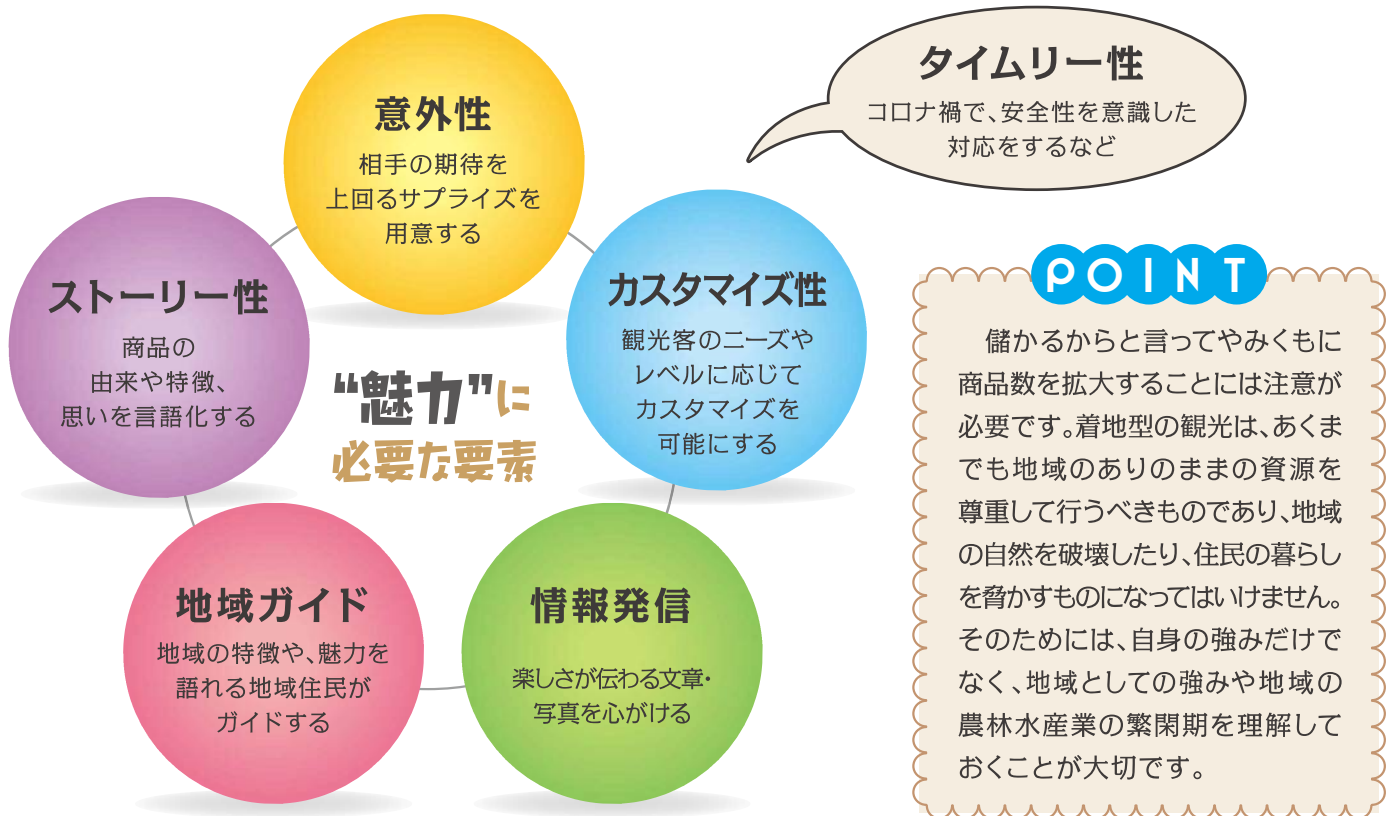 意外性
相手の期待を
上回るサプライズを
用意する
タイムリー性
コロナ禍で、安全性を意識した
対応をするなど
ストーリー性
商品の
由来や特徴、
思いを言語化する
カスタマイズ性
観光客のニーズや
レベルに応じて
カスタマイズを
可能にする
“魅力”に
必要な要素
地域ガイド
地域の特徴や、魅力を
語れる地域住民が
ガイドする
情報発信
楽しさが伝わる文章・
写真を心がける
POINT
儲かるからと言ってやみくもに
商品数を拡大することには注意が
必要です。着地型の観光は、あくま
でも地域のありのままの資源を
尊重して行うべきものであり、地域
の自然を破壊したり、住民の暮らし
を脅かすものになってはいけません。
そのためには、自身の強みだけで
なく、地域としての強みや地域の
農林水産業の繁閑期を理解して
おくことが大切です。